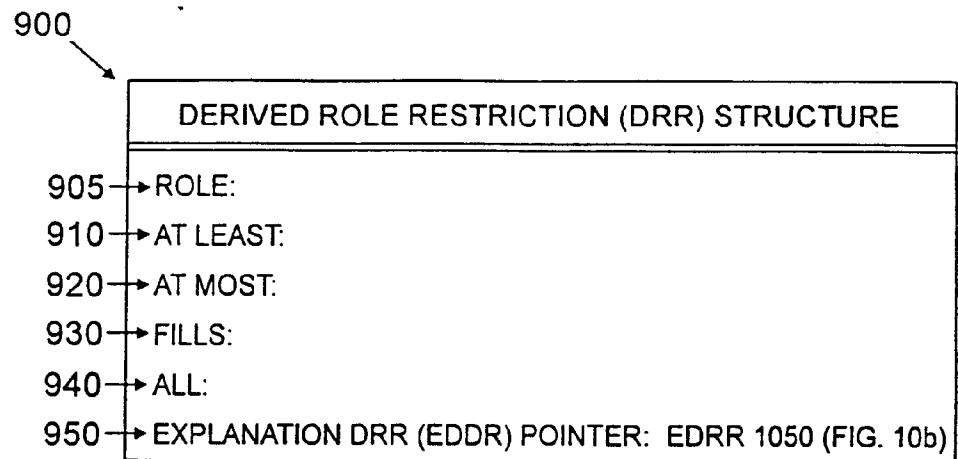 900
DERIVED ROLE RESTRICTION (DRR) STRUCTURE
905 ROLE:
910 AT LEAST:
920 AT MOST:
930 FILLS:
940 ALL:
950 EXPLANATION DRR (EDDR) POINTER: EDRR 1050 (FIG. 10b)